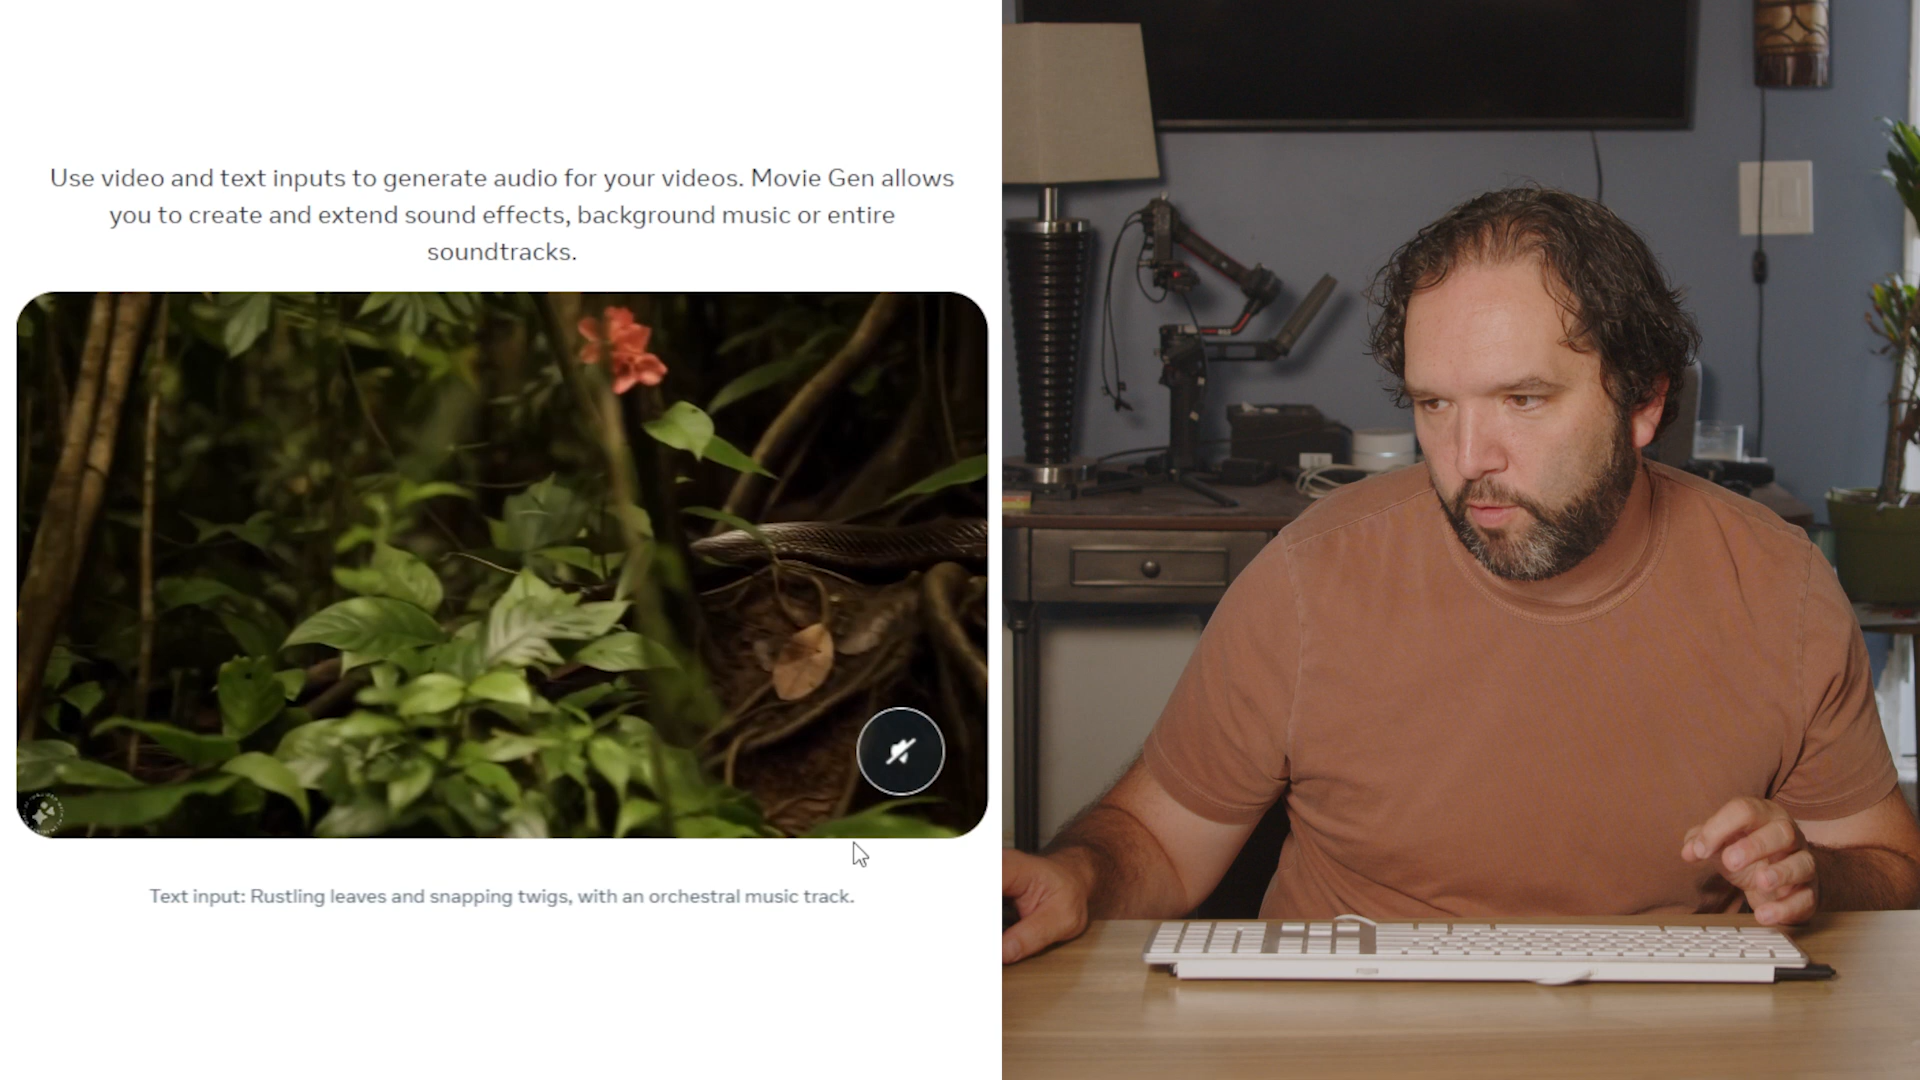 Use video and text inputs to generate audio for your videos. Movie Gen allows
you to create and extend sound effects, background music or entire
soundtracks.
Text input: Rustling leaves and snapping twigs, with an orchestral music track.